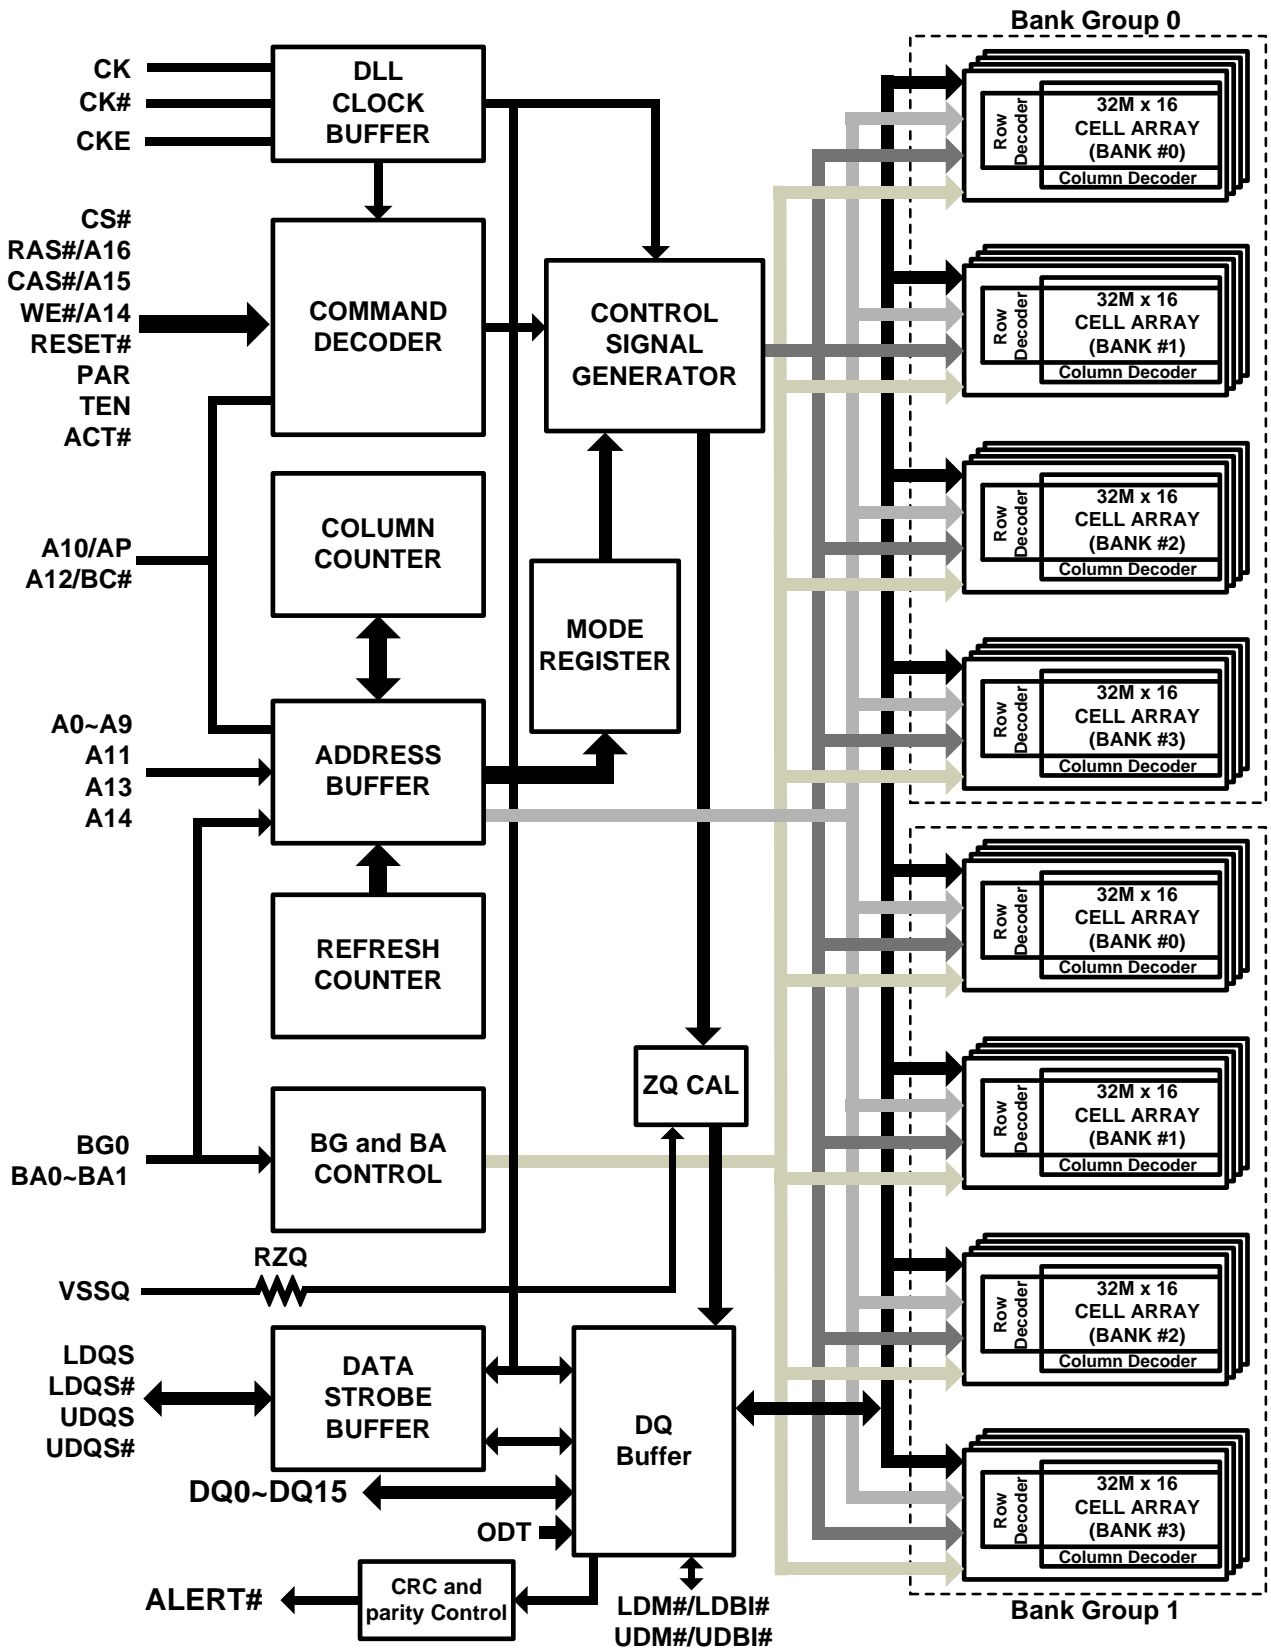 Bank Group 0
CK
CK#
CKE
DLL
CLOCK
BUFFER
CS#
RAS#/A16
CAS#/A15
WE#/A14
RESET#
PAR
TEN
ACT#
COMMAND
DECODER
CONTROL
SIGNAL
GENERATOR
A10/AP
A12/BC#
COLUMN
COUNTER
MODE
REGISTER
A0~A9
A11
A13
A14
ADDRESS
BUFFER
REFRESH
COUNTER
ZQ CAL
BG0
BA0~BA1
BG and BA
CONTROL
RZQ
VSSQ
LDQS
LDQS#
UDQS
UDQS#
DATA
STROBE
BUFFER
DQ
Buffer
DQ0~DQ15
ODT
ALERT#
CRC and
parity Control
LDM#/LDBI#
UDM#/UDBI#
Row
Decoder
32M x 16
CELL ARRAY
(BANK #0)
Column Decoder
Row
Decoder
32M x 16
CELL ARRAY
(BANK #1)
Column Decoder
Row
Decoder
32M x 16
CELL ARRAY
(BANK #2)
Column Decoder
Row
Decoder
32M x 16
CELL ARRAY
(BANK #3)
Column Decoder
Row
Decoder
32M x 16
CELL ARRAY
(BANK #0)
Column Decoder
Row
Decoder
32M x 16
CELL ARRAY
(BANK #1)
Column Decoder
Row
Decoder
32M x 16
CELL ARRAY
(BANK #2)
Column Decoder
Row
Decoder
32M x 16
CELL ARRAY
(BANK #3)
Column Decoder
Bank Group 1